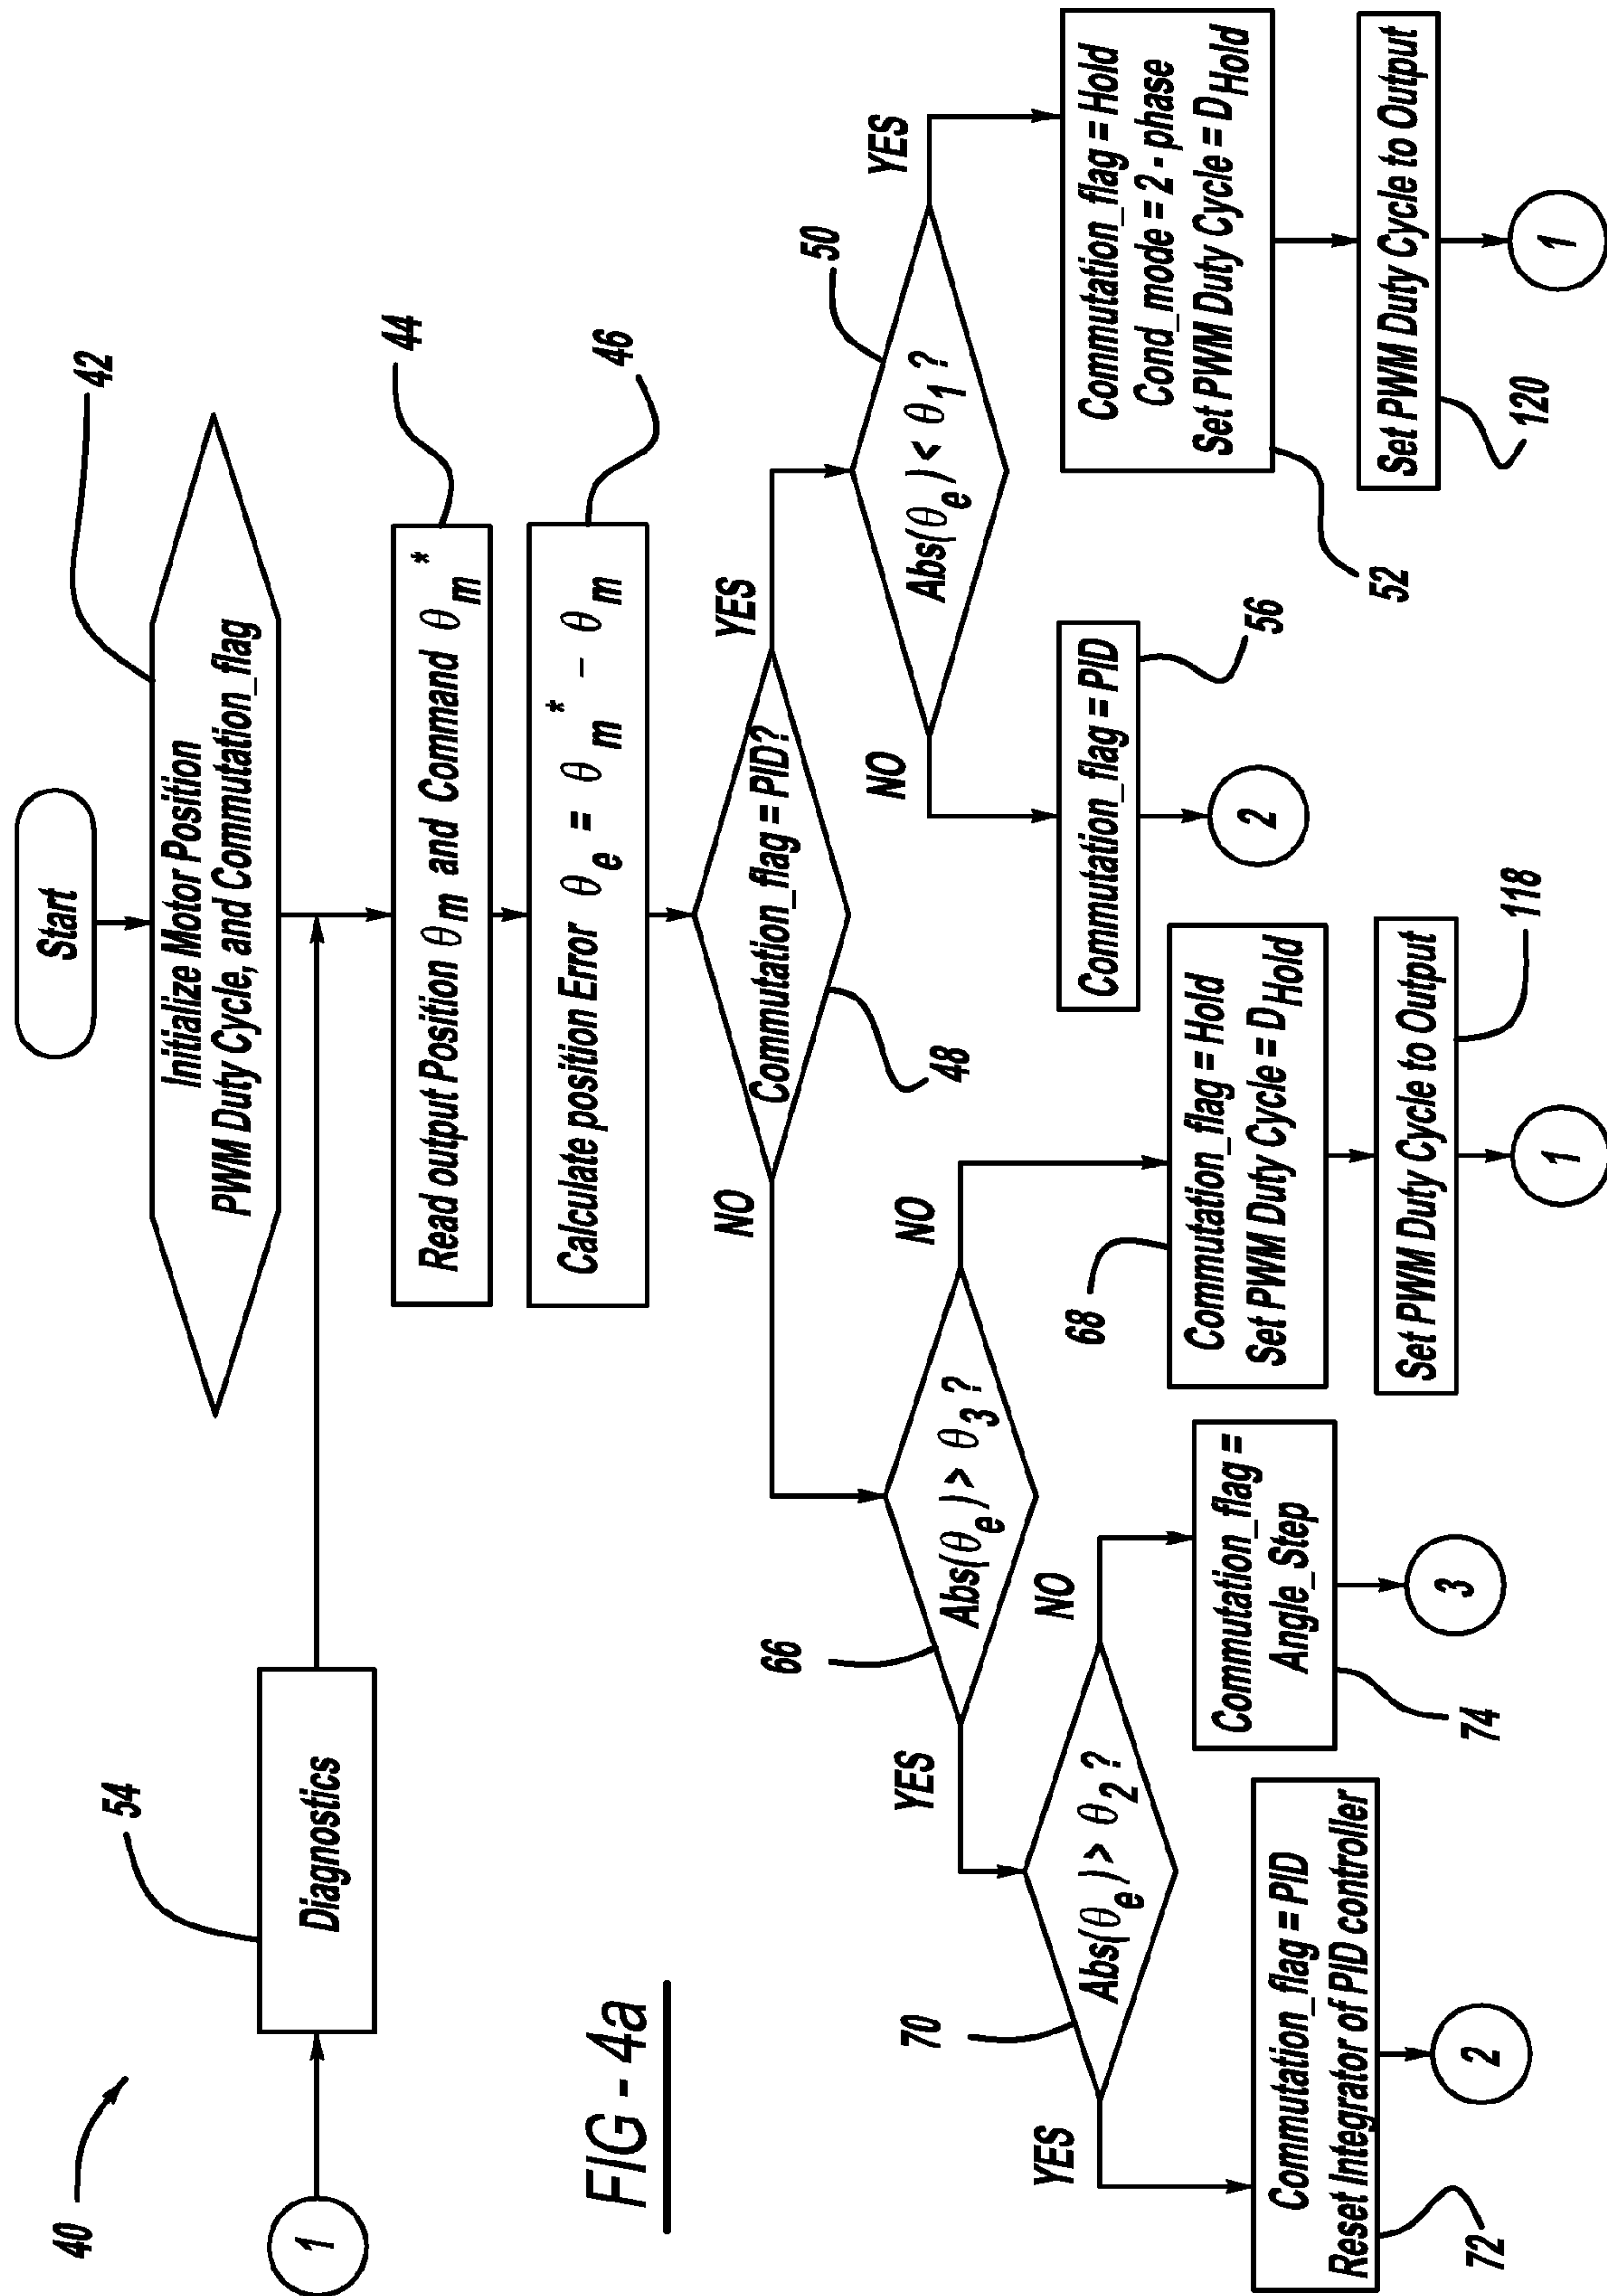 40
Start
42
Initialize Motor Position
PWM Duty Cycle, and Commutation_flag
1
Diagnostics
54
Read output Position θm and Command θm*
44
Calculate position Error θe = θm* - θm
46
FIG - 4a
Commutation_flag = PID?
48
NO
YES
Abs(θe) > θ3 ?
66
YES
NO
Abs(θe) < θ1 ?
50
NO
YES
Abs(θe) > θ2 ?
70
YES
NO
Commutation_flag = PID
Reset Integrator of PID controller
72
2
Commutation_flag =
Angle_Step
74
3
Commutation_flag = Hold
Set PWM Duty Cycle = DHold
68
Set PWM Duty Cycle to Output
118
1
Commutation_flag = PID
56
2
Commutation_flag = Hold
Cond_mode = 2 - phase
Set PWM Duty Cycle = DHold
52
Set PWM Duty Cycle to Output
120
1